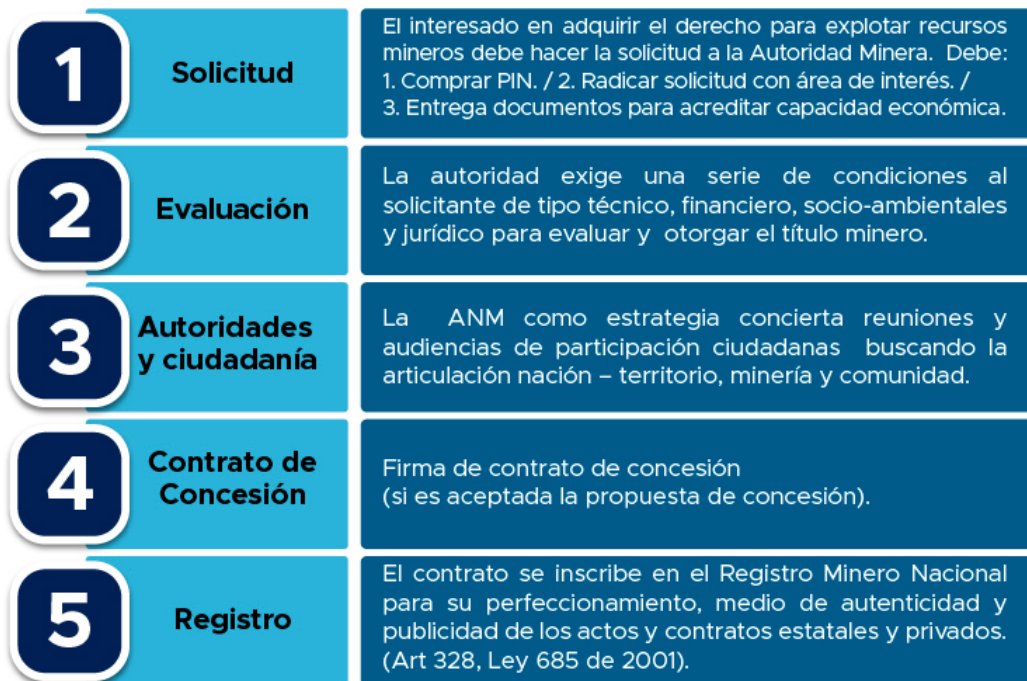 1
Solicitud
El interesado en adquirir el derecho para explotar recursos
mineros debe hacer la solicitud a la Autoridad Minera. Debe:
1. Comprar PIN. / 2. Radicar solicitud con área de interés. /
3. Entrega documentos para acreditar capacidad económica.
2
Evaluación
La autoridad exige una serie de condiciones al
solicitante de tipo técnico, financiero, socio-ambientales
y jurídico para evaluar y otorgar el título minero.
3
Autoridades
y ciudadanía
La ANM como estrategia concierta reuniones y
audiencias de participación ciudadanas buscando la
articulación nación – territorio, minería y comunidad.
4
Contrato de
Concesión
Firma de contrato de concesión
(si es aceptada la propuesta de concesión).
5
Registro
El contrato se inscribe en el Registro Minero Nacional
para su perfeccionamiento, medio de autenticidad y
publicidad de los actos y contratos estatales y privados.
(Art 328, Ley 685 de 2001).